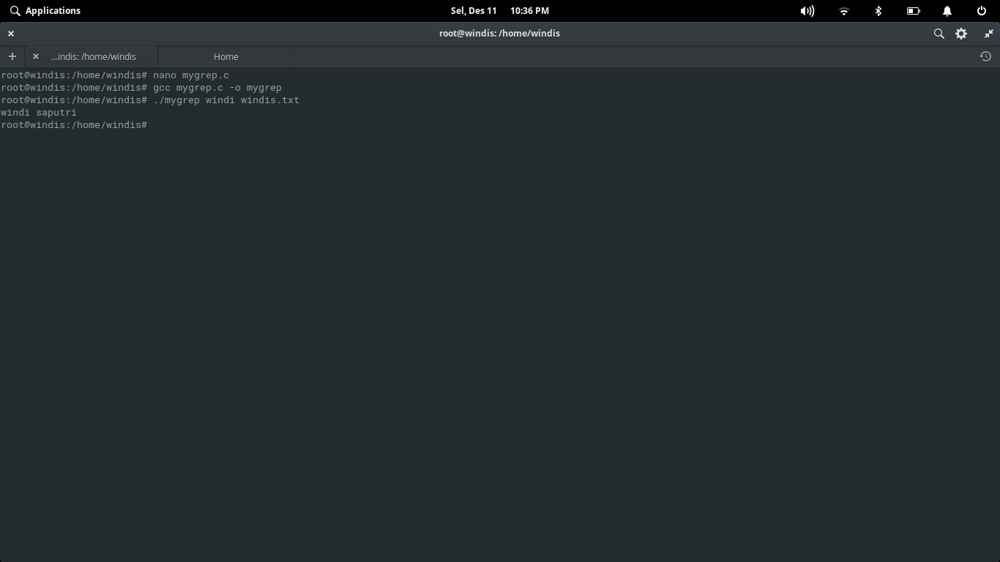 Applications
Sel, Des 11 10:36 PM
root@windis: /home/windis
...indis: /home/windis
Home
root@windis:/home/windis# nano mygrep.c
root@windis:/home/windis# gcc mygrep.c -o mygrep
root@windis:/home/windis# ./mygrep windi windis.txt
windi saputri
root@windis:/home/windis#